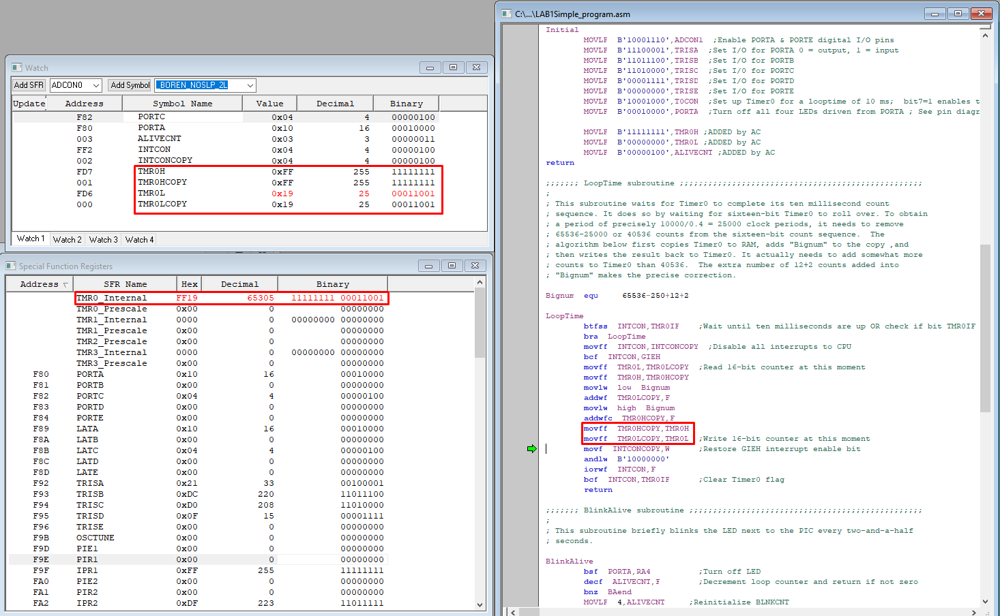 Watch
Add SFR ADCON0 Add Symbol _BOREN_NOSLP_2L
Update Address Symbol Name Value Decimal Binary
F82 PORTC 0x04 4 00000100
F80 PORTA 0x10 16 00010000
003 ALIVECNT 0x03 3 00000011
FF2 INTCON 0x04 4 00000100
002 INTCONCOPY 0x04 4 00000100
FD7 TMR0H 0xFF 255 11111111
001 TMR0HCOPY 0xFF 255 11111111
FD6 TMR0L 0x19 25 00011001
000 TMR0LCOPY 0x19 25 00011001
Watch 1 Watch 2 Watch 3 Watch 4
Special Function Registers
Address SFR Name Hex Decimal Binary
TMR0_Internal FF19 65305 11111111 00011001
TMR0_Prescale 0x00 0 00000000
TMR1_Internal 0000 0 00000000 00000000
TMR1_Prescale 0x00 0 00000000
TMR2_Prescale 0x00 0 00000000
TMR3_Internal 0000 0 00000000 00000000
TMR3_Prescale 0x00 0 00000000
F80 PORTA 0x10 16 00010000
F81 PORTB 0x00 0 00000000
F82 PORTC 0x04 4 00000100
F83 PORTD 0x00 0 00000000
F84 PORTE 0x00 0 00000000
F89 LATA 0x10 16 00010000
F8A LATB 0x00 0 00000000
F8B LATC 0x04 4 00000100
F8C LATD 0x00 0 00000000
F8D LATE 0x00 0 00000000
F92 TRISA 0x21 33 00100001
F93 TRISB 0xDC 220 11011100
F94 TRISC 0xD0 208 11010000
F95 TRISD 0x0F 15 00001111
F96 TRISE 0x00 0 00000000
F9B OSCTUNE 0x00 0 00000000
F9D PIE1 0x00 0 00000000
F9E PIR1 0x00 0 00000000
F9F IPR1 0xFF 255 11111111
FA0 PIE2 0x00 0 00000000
FA1 PIR2 0x00 0 00000000
FA2 IPR2 0xDF 223 11011111
C:\...\LAB1Simple_program.asm
Initial
MOVLF B'10001110',ADCON1 ;Enable PORTA & PORTE digital I/O pins
MOVLF B'11100001',TRISA ;Set I/O for PORTA 0 = output, 1 = input
MOVLF B'11011100',TRISB ;Set I/O for PORTB
MOVLF B'11010000',TRISC ;Set I/O for PORTC
MOVLF B'00001111',TRISD ;Set I/O for PORTD
MOVLF B'00000000',TRISE ;Set I/O for PORTE
MOVLF B'10001000',T0CON ;Set up Timer0 for a looptime of 10 ms; bit7=1 enables t
MOVLF B'00010000',PORTA ;Turn off all four LEDs driven from PORTA ; See pin diagr
MOVLF B'11111111',TMR0H ;ADDED by AC
MOVLF B'00000000',TMR0L ;ADDED by AC
MOVLF B'00000100',ALIVECNT ;ADDED by AC
return
;;;;;;; LoopTime subroutine ;;;;;;;;;;;;;;;;;;;;;;;;;;;;;;;;;;;;;;;;;;;;;;;;;;;
;
; This subroutine waits for Timer0 to complete its ten millisecond count
; sequence. It does so by waiting for sixteen-bit Timer0 to roll over. To obtain
; a period of precisely 10000/0.4 = 25000 clock periods, it needs to remove
; 65536-25000 or 40536 counts from the sixteen-bit count sequence. The
; algorithm below first copies Timer0 to RAM, adds "Bignum" to the copy ,and
; then writes the result back to Timer0. It actually needs to add somewhat more
; counts to Timer0 than 40536. The extra number of 12+2 counts added into
; "Bignum" makes the precise correction.
Bignum equ 65536-250+12+2
LoopTime
btfss INTCON,TMR0IF ;Wait until ten milliseconds are up OR check if bit TMR0IF
bra LoopTime
movff INTCON,INTCONCOPY ;Disable all interrupts to CPU
bcf INTCON,GIEH
movff TMR0L,TMR0LCOPY ;Read 16-bit counter at this moment
movff TMR0H,TMR0HCOPY
movlw low Bignum
addwf TMR0LCOPY,F
movlw high Bignum
addwfc TMR0HCOPY,F
movff TMR0HCOPY,TMR0H
movff TMR0LCOPY,TMR0L ;Write 16-bit counter at this moment
movf INTCONCOPY,W ;Restore GIEH interrupt enable bit
andlw B'10000000'
iorwf INTCON,F
bcf INTCON,TMR0IF ;Clear Timer0 flag
return
;;;;;;; BlinkAlive subroutine ;;;;;;;;;;;;;;;;;;;;;;;;;;;;;;;;;;;;;;;;;;;;;;;;;
;
; This subroutine briefly blinks the LED next to the PIC every two-and-a-half
; seconds.
BlinkAlive
bsf PORTA,RA4 ;Turn off LED
decf ALIVECNT,F ;Decrement loop counter and return if not zero
bnz BAend
MOVLF 4,ALIVECNT ;Reinitialize BLNKCNT